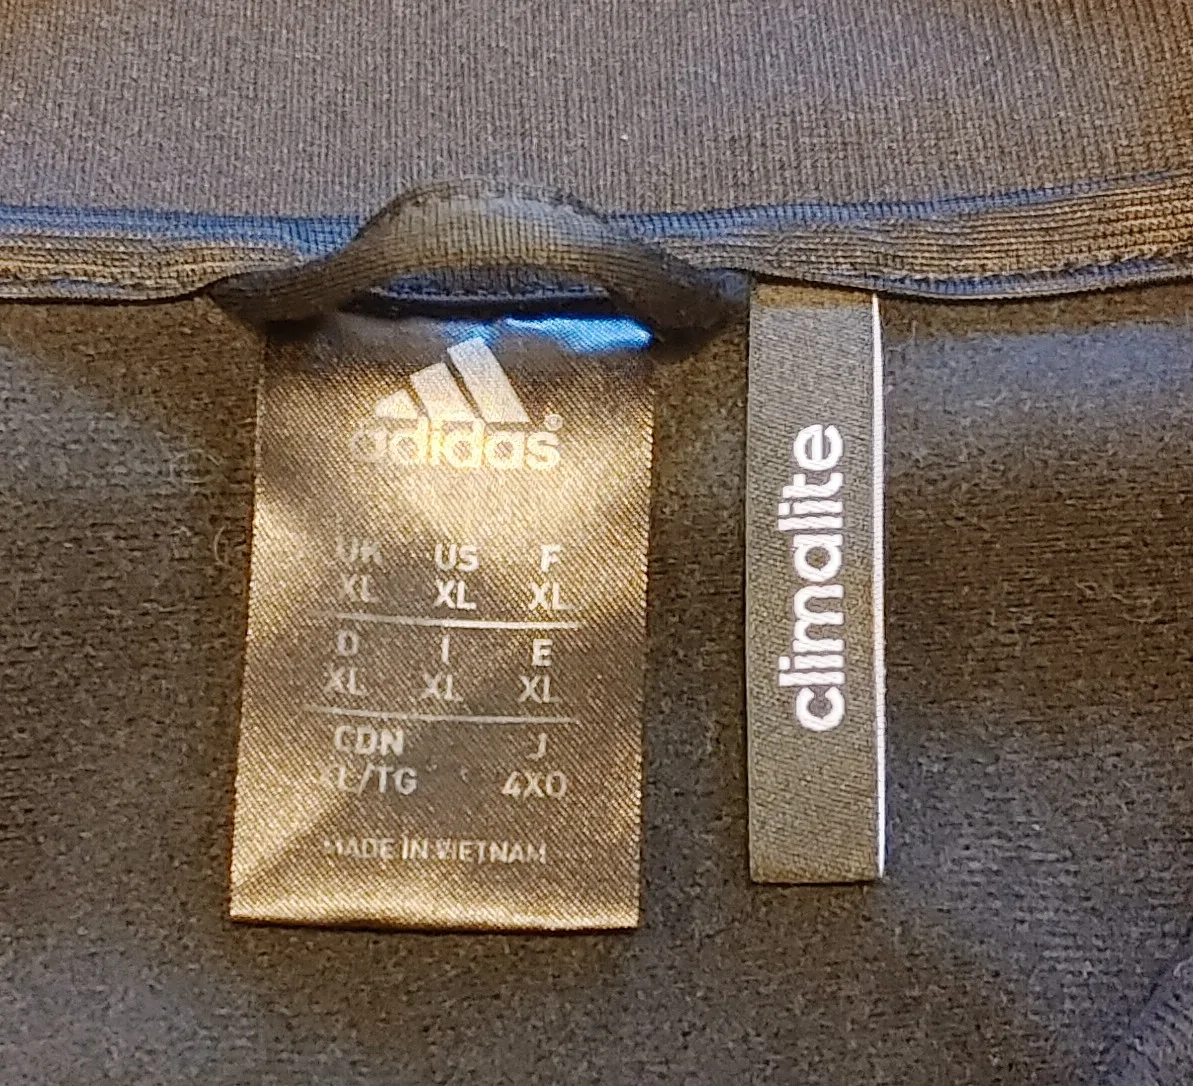 adidas®
UK US F
XL XL XL
D I E
XL XL XL
CDN J
XL/TG 4XO
MADE IN VIETNAM
climalite